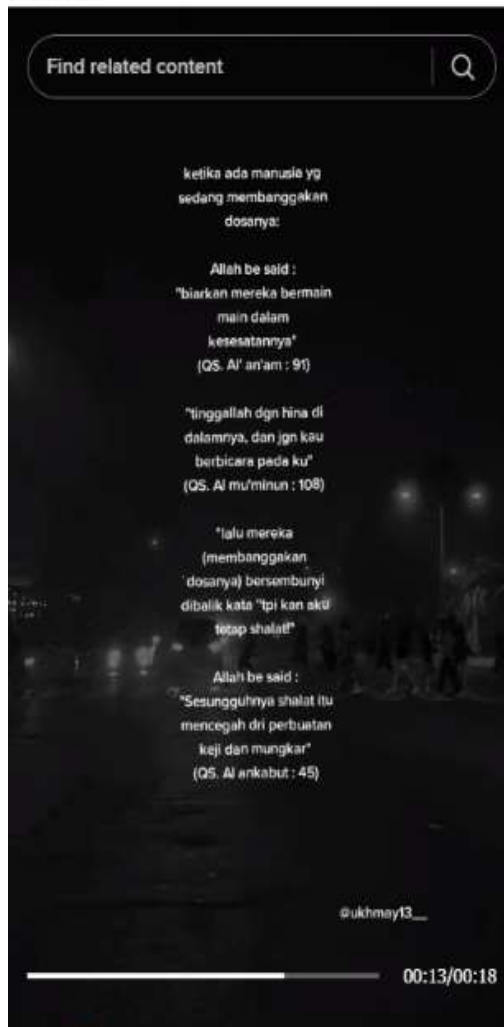 Find related content
ketika ada manusia yg
sedang membanggakan
dosanya:
Allah be said :
"biarkan mereka bermain
main dalam
kesesatannya"
(QS. Al' an'am : 91)
"tinggallah dgn hina di
dalamnya, dan jgn kau
berbicara pada ku"
(QS. Al mu'minun : 108)
"lalu mereka
(membanggakan
dosanya) bersembunyi
dibalik kata "tpi kan aku
tetap shalat!"
Allah be said :
"Sesungguhnya shalat itu
mencegah dri perbuatan
keji dan mungkar"
(QS. Al ankabut : 45)
@ukhmay13__
00:13/00:18